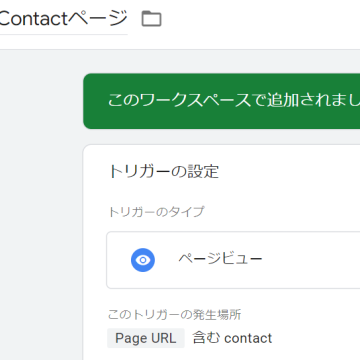 Contactページ
このワークスペースで追加されまし
トリガーの設定
トリガーのタイプ
ページビュー
このトリガーの発生場所
Page URL 含む contact